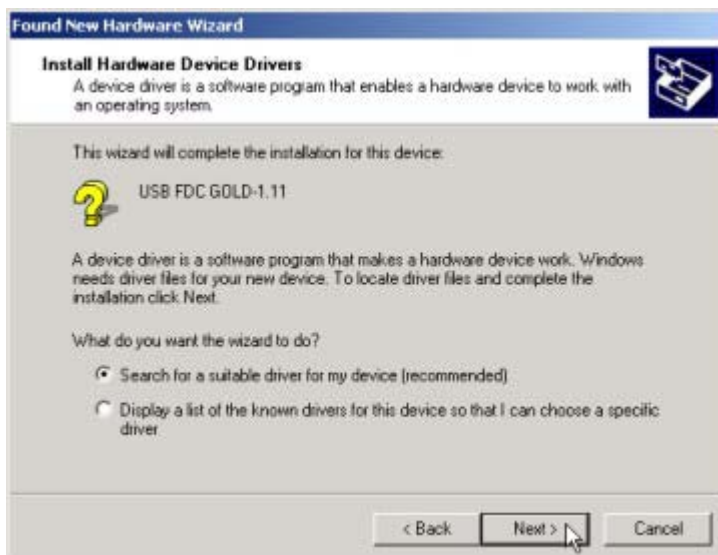 Found New Hardware Wizard
Install Hardware Device Drivers
A device driver is a software program that enables a hardware device to work with
an operating system.
This wizard will complete the installation for this device:
USB FDC GOLD-1.11
A device driver is a software program that makes a hardware device work. Windows
needs driver files for your new device. To locate driver files and complete the
installation click Next.
What do you want the wizard to do?
Search for a suitable driver for my device (recommended)
Display a list of the known drivers for this device so that I can choose a specific
driver
< Back Next > Cancel